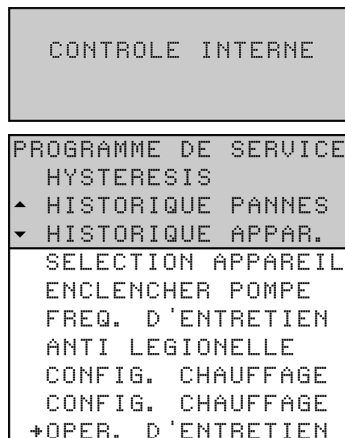 CONTROLE INTERNE
PROGRAMME DE SERVICE
HYSTERESIS
HISTORIQUE PANNES
HISTORIQUE APPAR.
SELECTION APPAREIL
ENCLENCHER POMPE
FREQ. D'ENTRETIEN
ANTI LEGIONELLE
CONFIG. CHAUFFAGE
CONFIG. CHAUFFAGE
OPER. D'ENTRETIEN